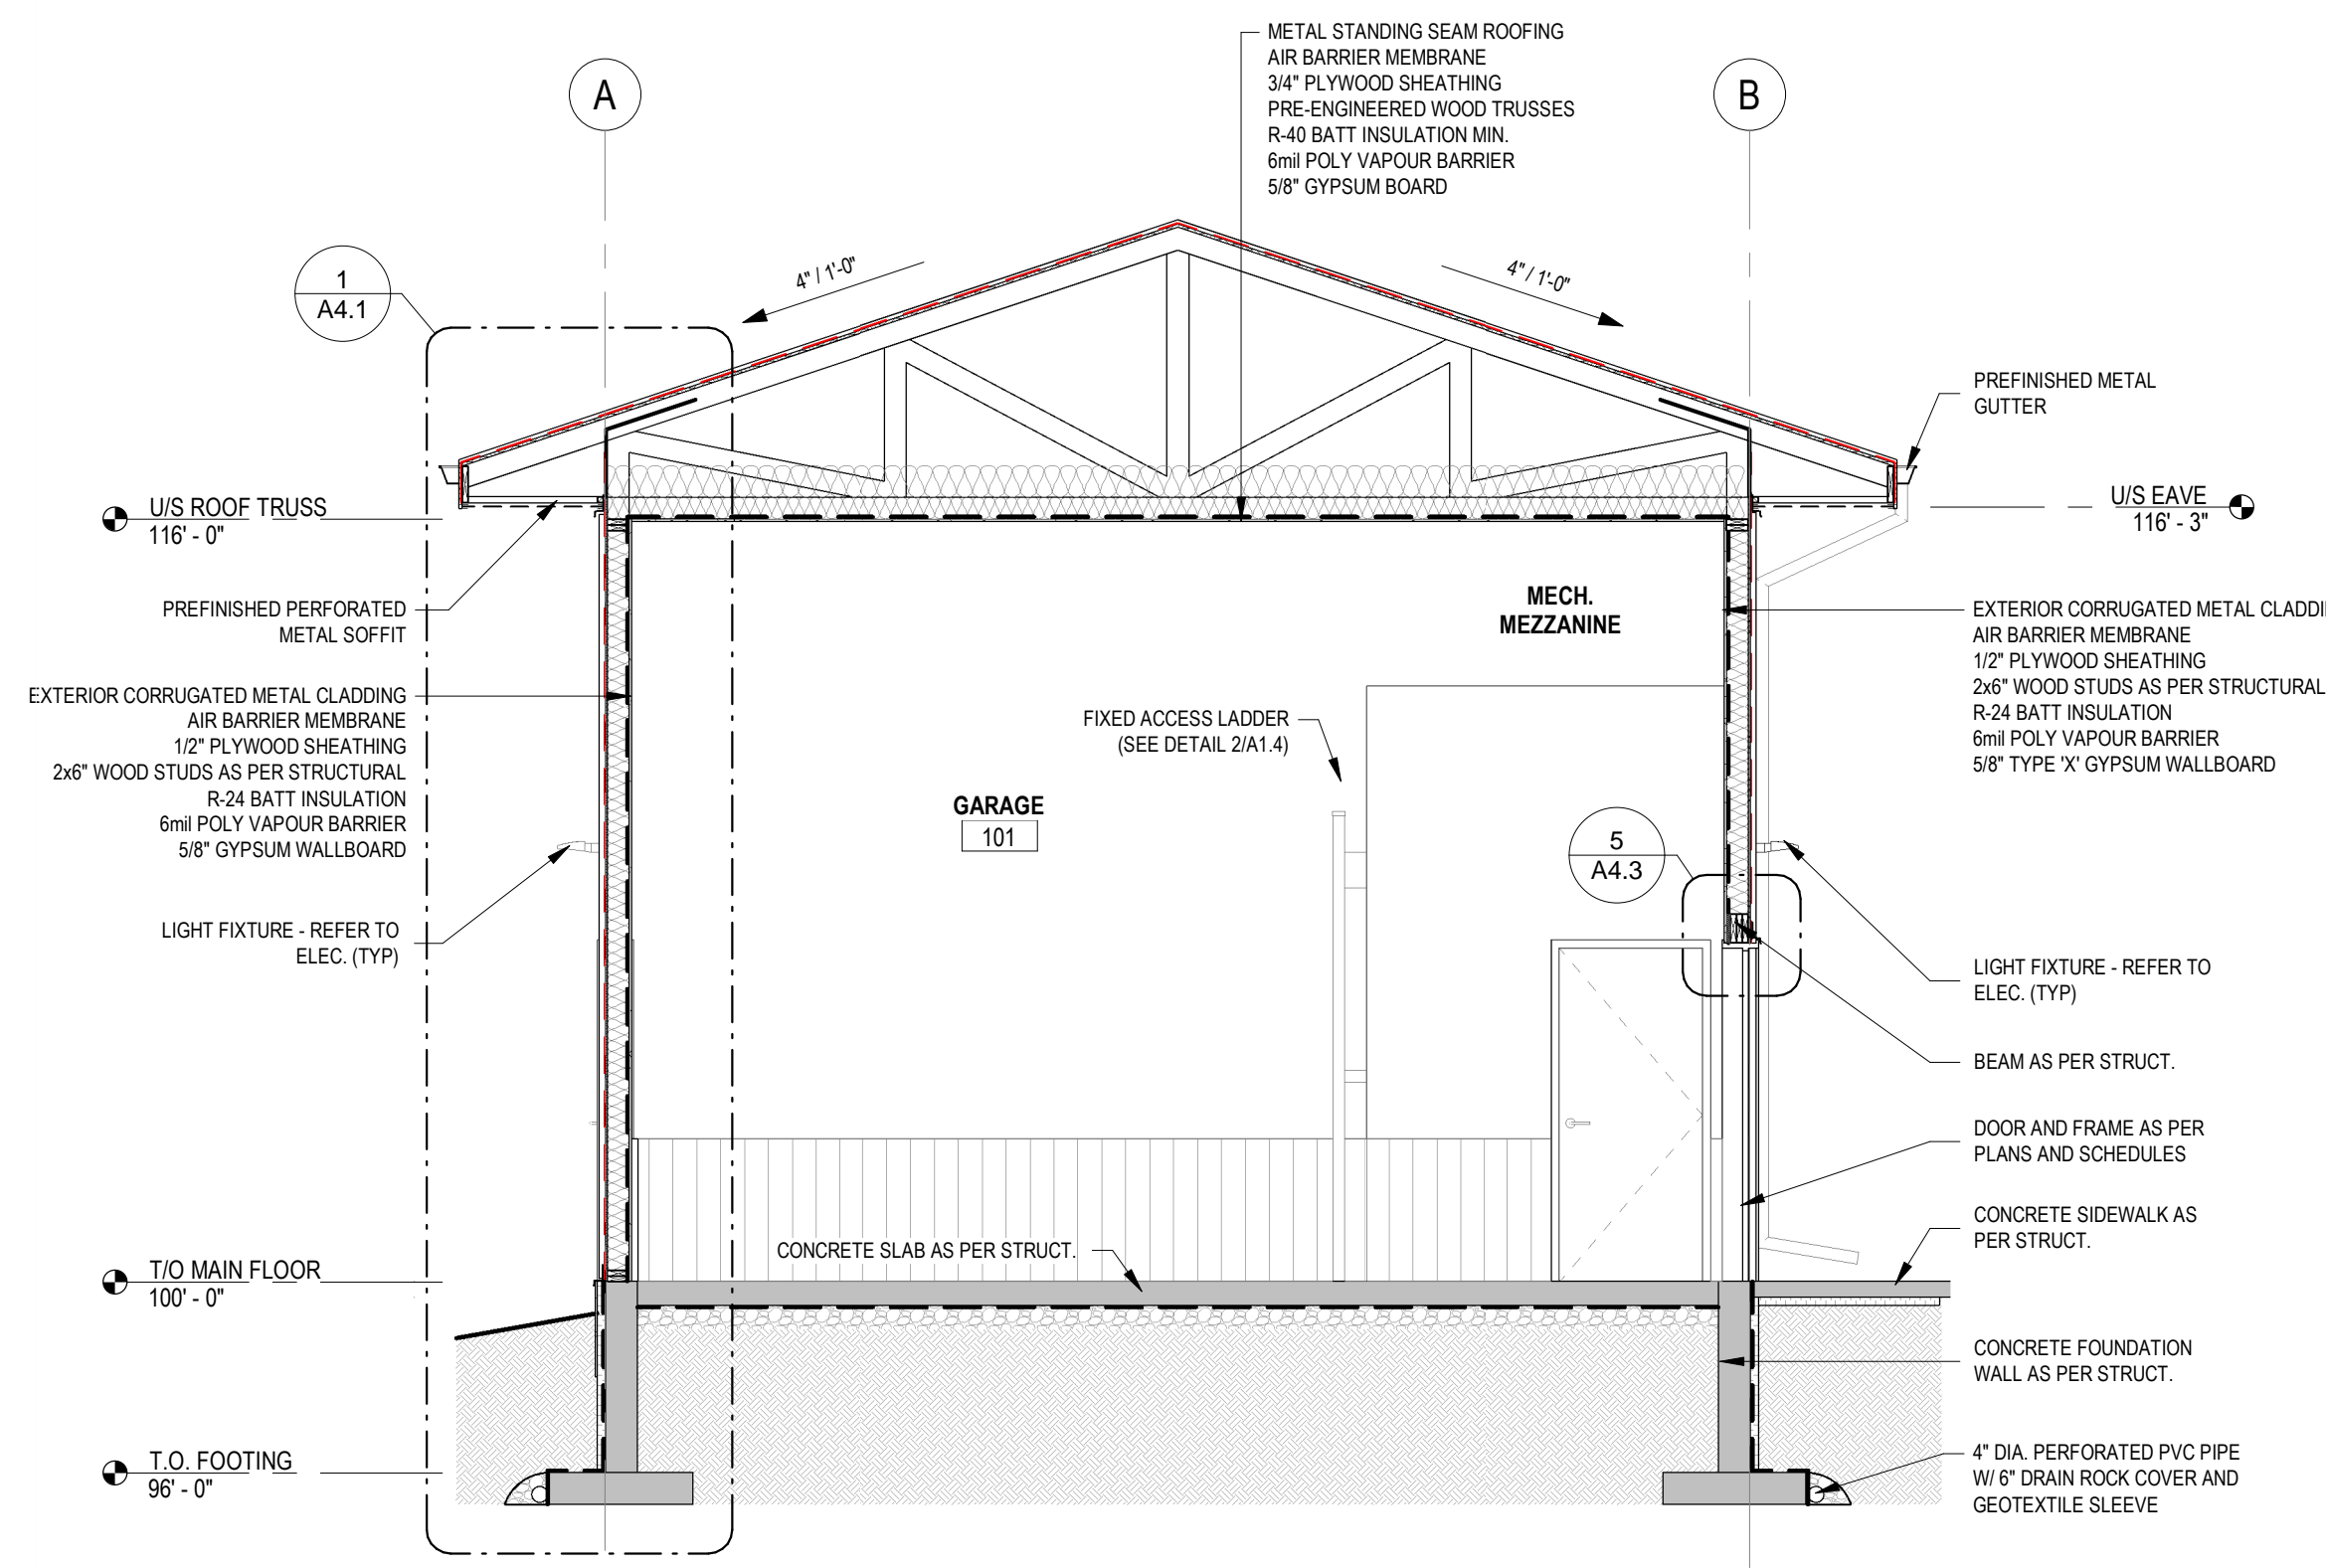 METAL STANDING SEAM ROOFING
AIR BARRIER MEMBRANE
3/4" PLYWOOD SHEATHING
PRE-ENGINEERED WOOD TRUSSES
R-40 BATT INSULATION MIN.
6mil POLY VAPOUR BARRIER
5/8" GYPSUM BOARD
A
B
1
A4.1
4" / 1'-0"
4" / 1'-0"
PREFINISHED METAL
GUTTER
U/S ROOF TRUSS
116' - 0"
U/S EAVE
116' - 3"
PREFINISHED PERFORATED
METAL SOFFIT
MECH.
MEZZANINE
EXTERIOR CORRUGATED METAL CLADDING
AIR BARRIER MEMBRANE
1/2" PLYWOOD SHEATHING
2x6" WOOD STUDS AS PER STRUCTURAL
R-24 BATT INSULATION
6mil POLY VAPOUR BARRIER
5/8" GYPSUM WALLBOARD
EXTERIOR CORRUGATED METAL CLADDI
AIR BARRIER MEMBRANE
1/2" PLYWOOD SHEATHING
2x6" WOOD STUDS AS PER STRUCTURAL
R-24 BATT INSULATION
6mil POLY VAPOUR BARRIER
5/8" TYPE 'X' GYPSUM WALLBOARD
FIXED ACCESS LADDER
(SEE DETAIL 2/A1.4)
GARAGE
101
5
A4.3
LIGHT FIXTURE - REFER TO
ELEC. (TYP)
LIGHT FIXTURE - REFER TO
ELEC. (TYP)
BEAM AS PER STRUCT.
DOOR AND FRAME AS PER
PLANS AND SCHEDULES
CONCRETE SIDEWALK AS
PER STRUCT.
CONCRETE SLAB AS PER STRUCT.
T/O MAIN FLOOR
100' - 0"
CONCRETE FOUNDATION
WALL AS PER STRUCT.
T.O. FOOTING
96' - 0"
4" DIA. PERFORATED PVC PIPE
W/ 6" DRAIN ROCK COVER AND
GEOTEXTILE SLEEVE